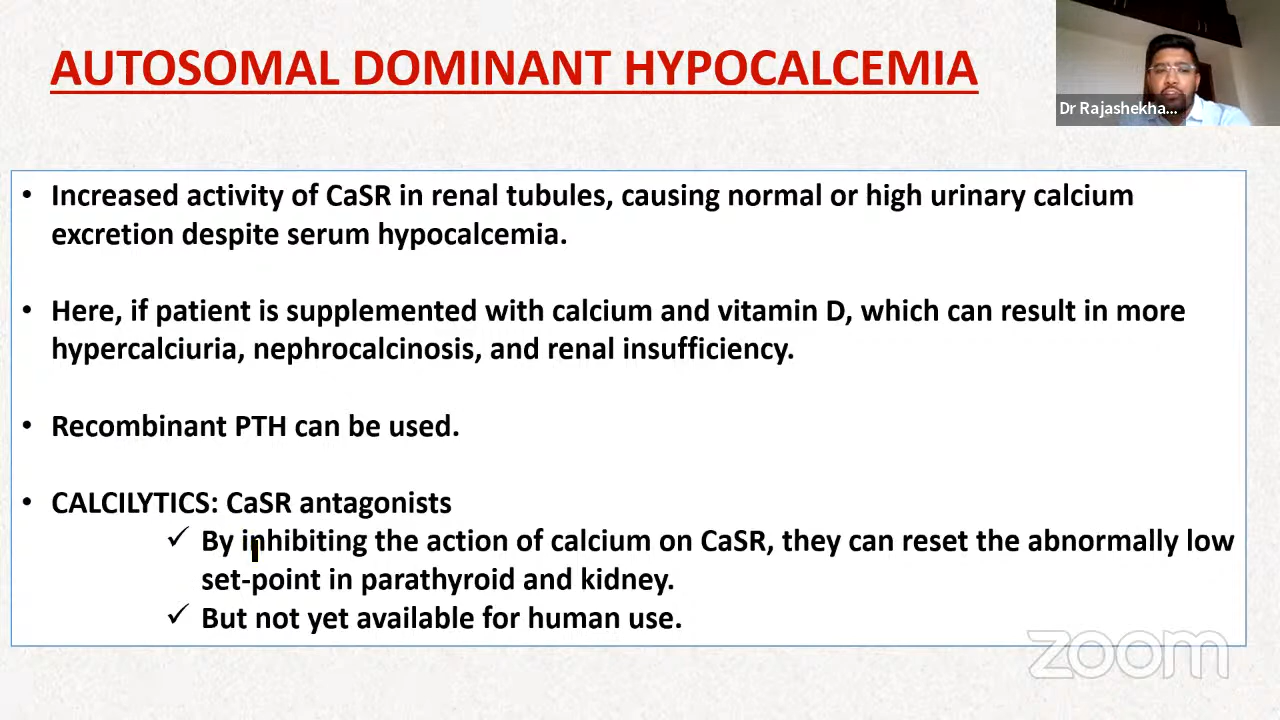 AUTOSOMAL DOMINANT HYPOCALCEMIA
Dr Rajashekha...
• Increased activity of CaSR in renal tubules, causing normal or high urinary calcium
excretion despite serum hypocalcemia.
• Here, if patient is supplemented with calcium and vitamin D, which can result in more
hypercalciuria, nephrocalcinosis, and renal insufficiency.
• Recombinant PTH can be used.
• CALCILYTICS: CaSR antagonists
✓ By inhibiting the action of calcium on CaSR, they can reset the abnormally low
set-point in parathyroid and kidney.
✓ But not yet available for human use.
zoom